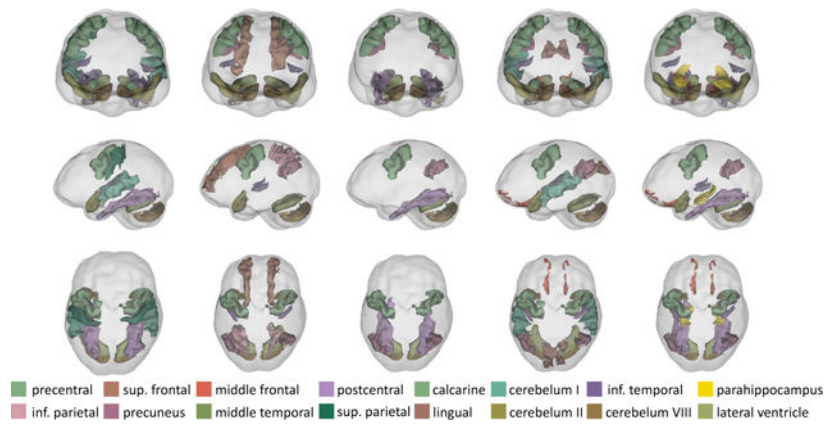 precentral sup. frontal middle frontal postcentral calcarine cerebelum I inf. temporal parahippocampus
inf. parietal precuneus middle temporal sup. parietal lingual cerebelum II cerebelum VIII lateral ventricle